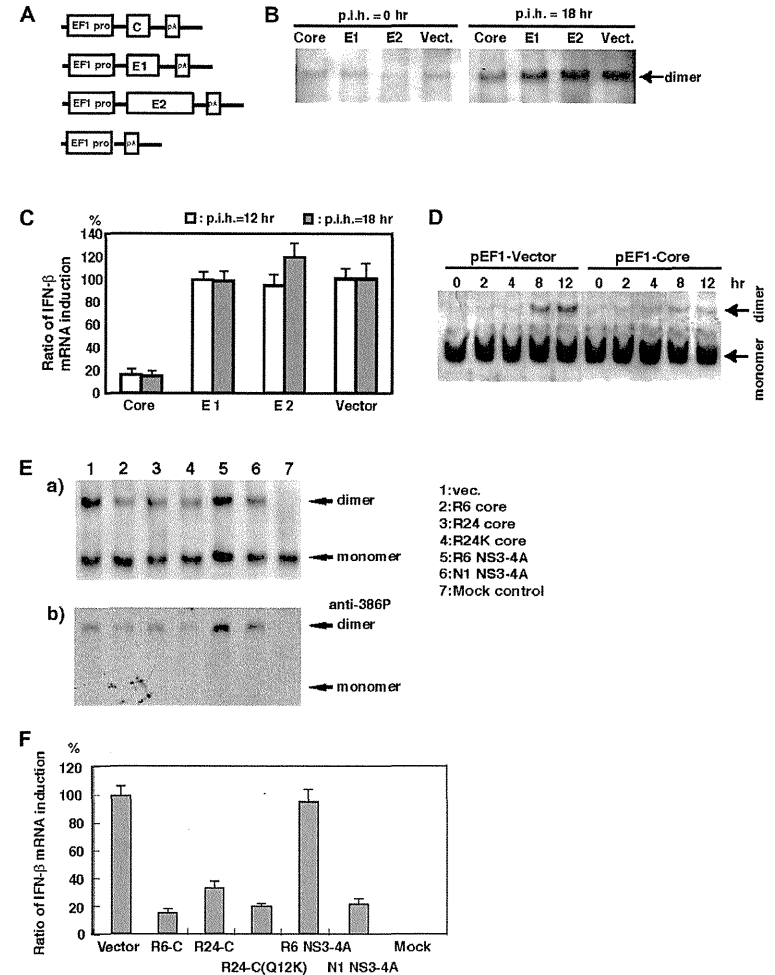 A
EF1 pro C pA
EF1 pro E1 pA
EF1 pro E2 pA
EF1 pro pA
B
p.i.h. = 0 hr p.i.h. = 18 hr
Core E1 E2 Vect. Core E1 E2 Vect.
dimer
C
% : p.i.h.=12 hr : p.i.h.=18 hr
Ratio of IFN-β
mRNA induction
140
120
100
80
60
40
20
0
Core E1 E2 Vector
D
pEF1-Vector pEF1-Core
0 2 4 8 12 0 2 4 8 12 hr
dimer
monomer
E
1 2 3 4 5 6 7
a)
dimer
monomer
b)
anti-386P
dimer
monomer
1:vec.
2:R6 core
3:R24 core
4:R24K core
5:R6 NS3-4A
6:N1 NS3-4A
7:Mock control
F
%
Ratio of IFN-β mRNA induction
120
100
80
60
40
20
0
Vector R6-C R24-C R6 NS3-4A Mock
R24-C(Q12K) N1 NS3-4A